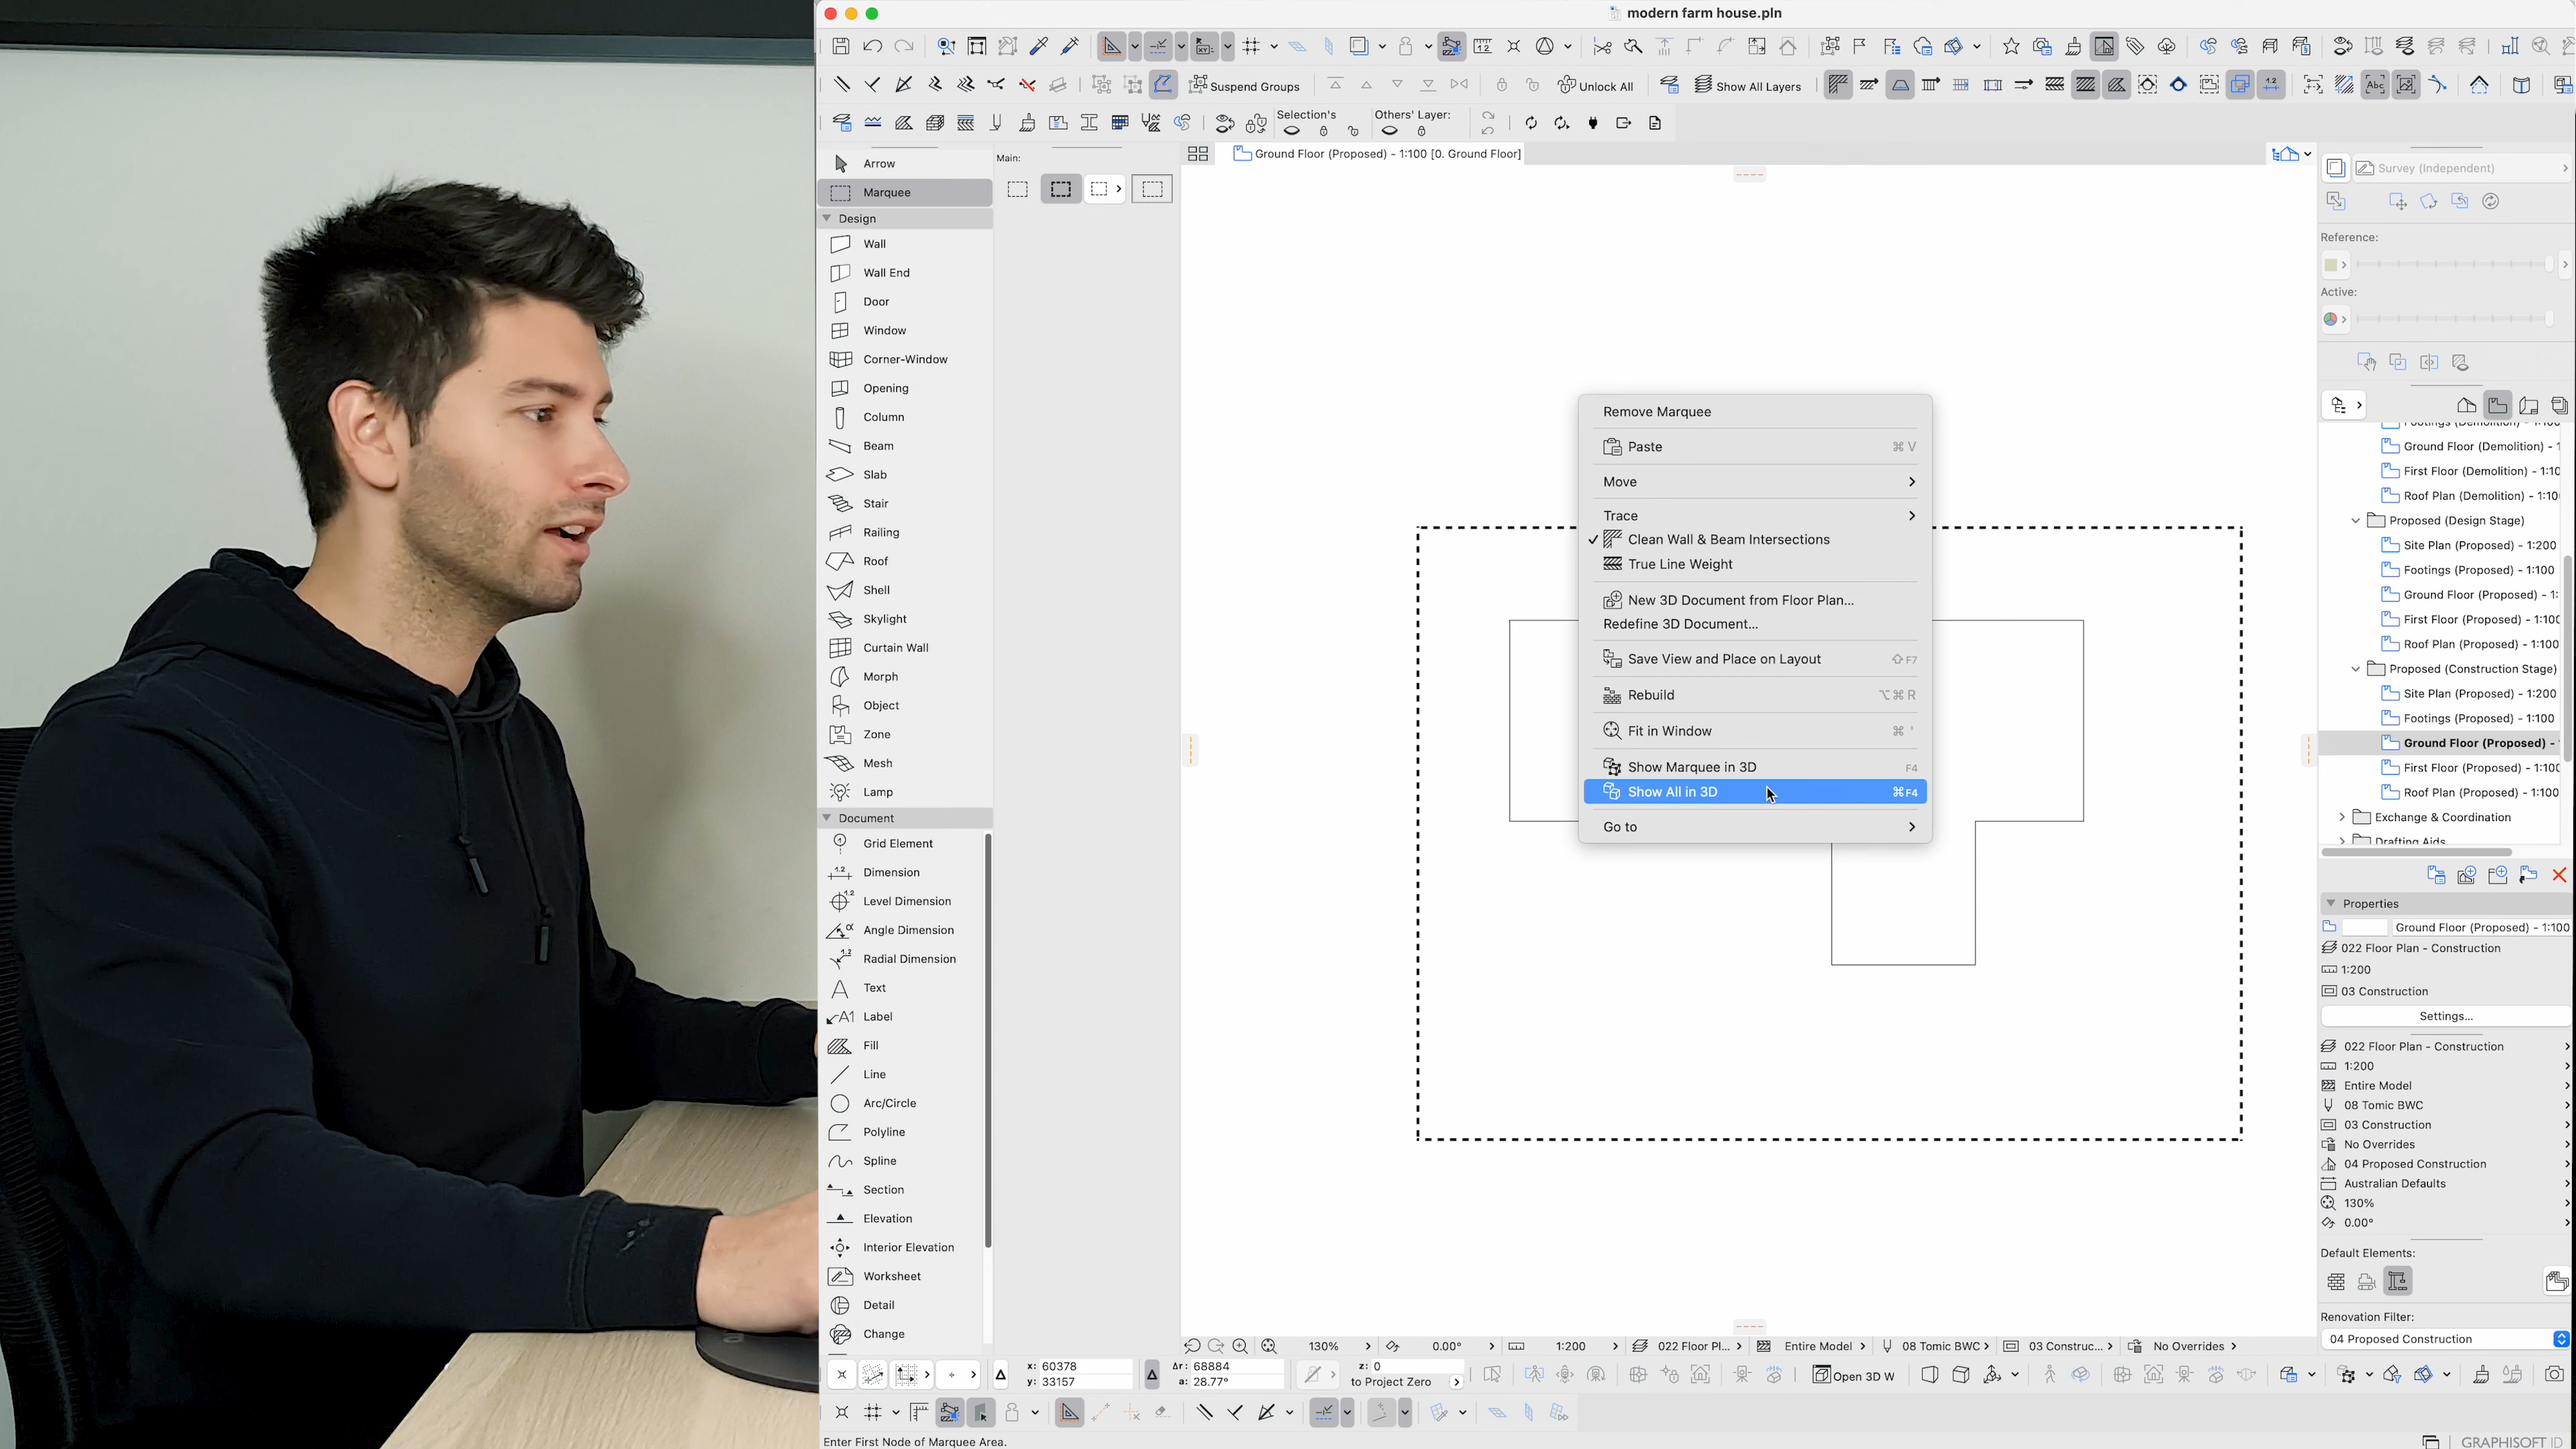 modern farm house.pln
Suspend Groups
Unlock All
Show All Layers
Selection's
Others' Layer:
Arrow
Marquee
Design
Wall
Wall End
Door
Window
Corner-Window
Opening
Column
Beam
Slab
Stair
Railing
Roof
Shell
Skylight
Curtain Wall
Morph
Object
Zone
Mesh
Lamp
Document
Grid Element
Dimension
Level Dimension
Angle Dimension
Radial Dimension
Text
Label
Fill
Line
Arc/Circle
Polyline
Spline
Section
Elevation
Interior Elevation
Worksheet
Detail
Change
Main:
Ground Floor (Proposed) - 1:100 [0. Ground Floor]
Remove Marquee
Paste ⌘V
Move
Trace
✓ Clean Wall & Beam Intersections
True Line Weight
New 3D Document from Floor Plan...
Redefine 3D Document...
Save View and Place on Layout ⇧F7
Rebuild ⌥⌘R
Fit in Window ⌘'
Show Marquee in 3D F4
Show All in 3D ⌘F4
Go to
Survey (Independent)
Reference:
Active:
Footings (Demolition) - 1:100
Ground Floor (Demolition) - 1
First Floor (Demolition) - 1:10
Roof Plan (Demolition) - 1:10
Proposed (Design Stage)
Site Plan (Proposed) - 1:200
Footings (Proposed) - 1:100
Ground Floor (Proposed) - 1:
First Floor (Proposed) - 1:100
Roof Plan (Proposed) - 1:100
Proposed (Construction Stage)
Site Plan (Proposed) - 1:200
Footings (Proposed) - 1:100
Ground Floor (Proposed) -
First Floor (Proposed) - 1:100
Roof Plan (Proposed) - 1:100
Exchange & Coordination
Drafting Aids
Properties
Ground Floor (Proposed) - 1:100
022 Floor Plan - Construction
1:200
03 Construction
Settings...
022 Floor Plan - Construction
1:200
Entire Model
08 Tomic BWC
03 Construction
No Overrides
04 Proposed Construction
Australian Defaults
130%
0.00°
Default Elements:
Renovation Filter:
04 Proposed Construction
130% 0.00° 1:200 022 Floor Pl... Entire Model 08 Tomic BWC 03 Construc... No Overrides
x: 60378
y: 33157
Δr: 68884
a: 28.77°
z: 0
to Project Zero
Open 3D W
Enter First Node of Marquee Area.
GRAPHISOFT ID